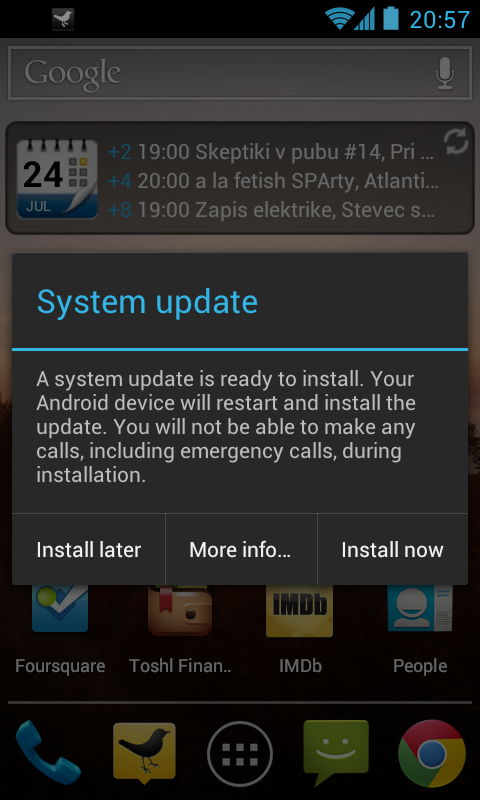 20:57
Google
24
JUL
+2 19:00 Skeptiki v pubu #14, Pri ...
+4 20:00 a la fetish SPArty, Atlanti...
+8 19:00 Zapis elektrike, Stevec s...
System update
A system update is ready to install. Your
Android device will restart and install the
update. You will not be able to make any
calls, including emergency calls, during
installation.
Install later
More info...
Install now
IMDb
Foursquare
Toshl Finan..
IMDb
People